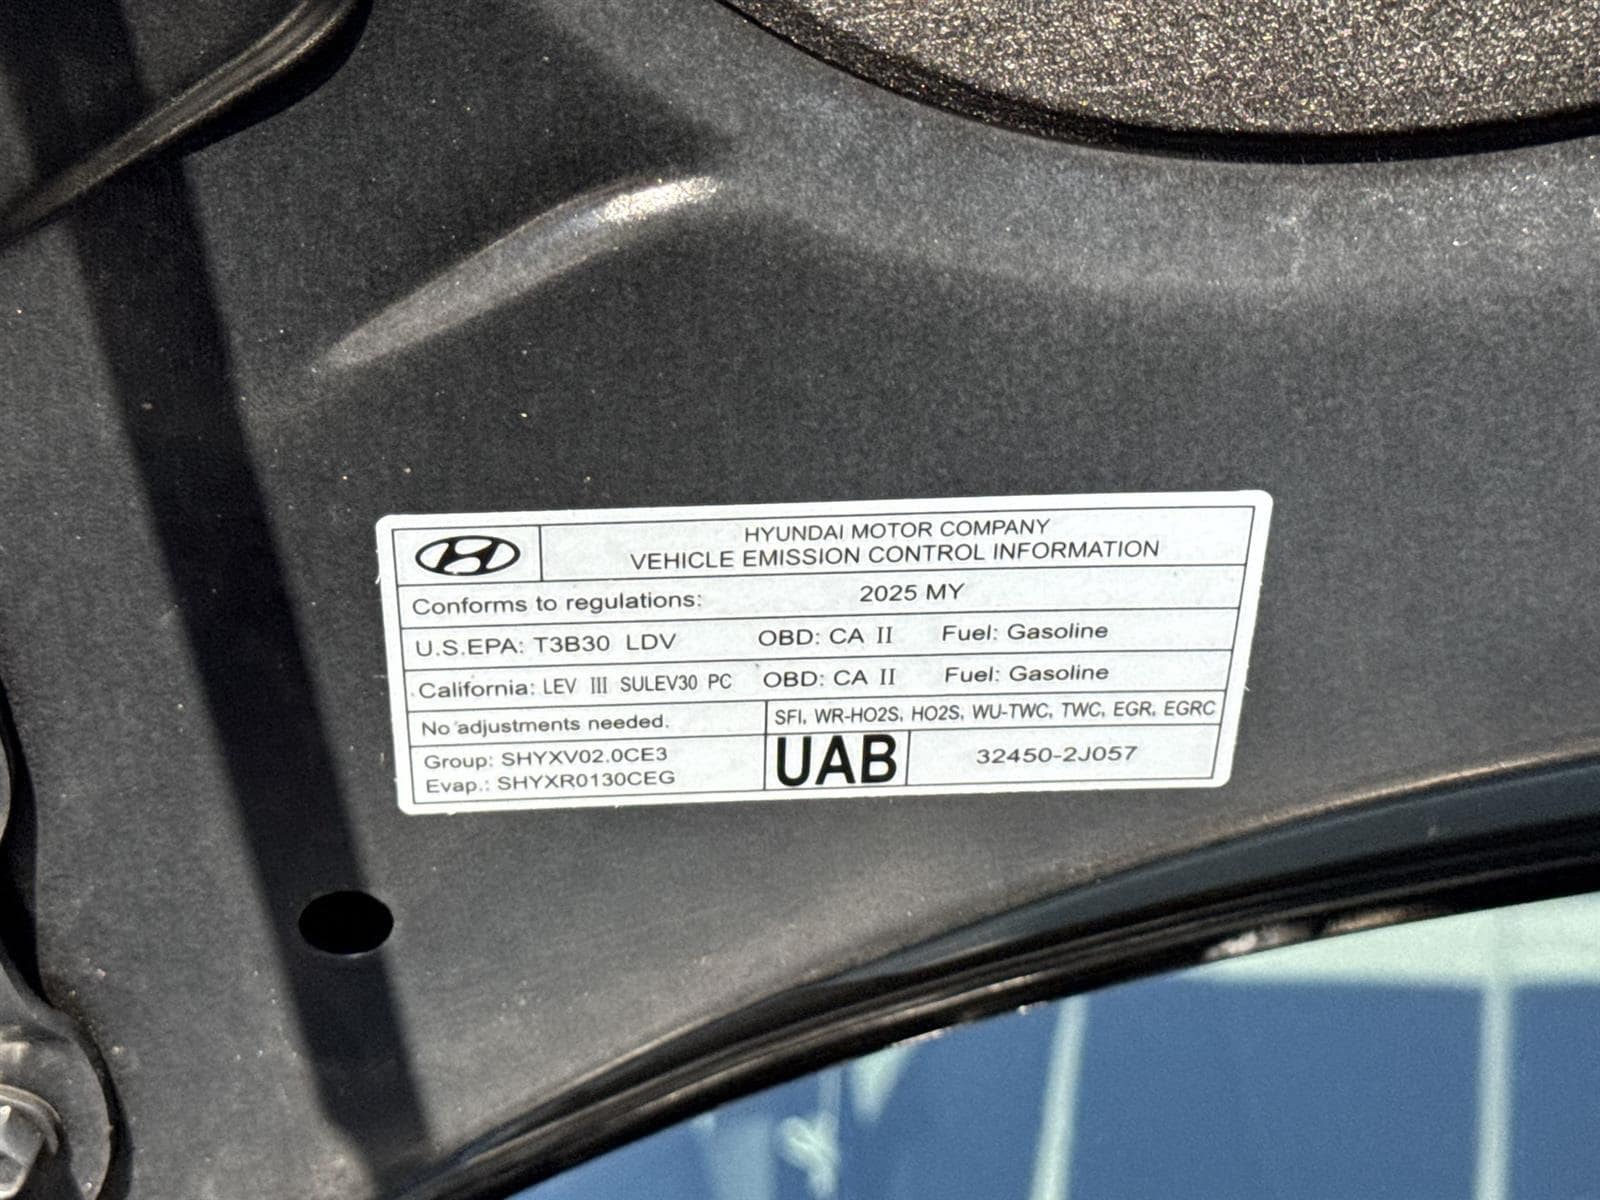 HYUNDAI MOTOR COMPANY
VEHICLE EMISSION CONTROL INFORMATION
Conforms to regulations: 2025 MY
U.S.EPA: T3B30 LDV OBD: CA II Fuel: Gasoline
California: LEV III SULEV30 PC OBD: CA II Fuel: Gasoline
No adjustments needed. SFI, WR-HO2S, HO2S, WU-TWC, TWC, EGR, EGRC
Group: SHYXV02.0CE3
Evap.: SHYXR0130CEG
UAB
32450-2J057